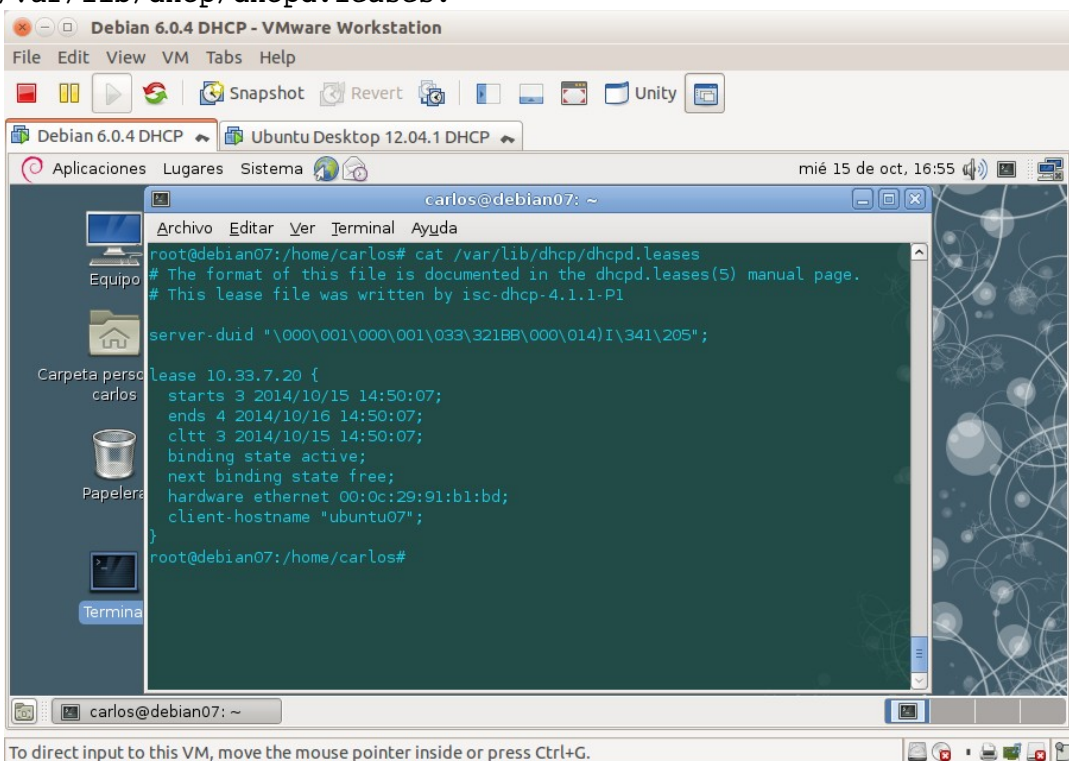 /var/lib/dhcp/dhcpd.leases.
Debian 6.0.4 DHCP - VMware Workstation
File Edit View VM Tabs Help
Snapshot Revert Unity
Debian 6.0.4 DHCP Ubuntu Desktop 12.04.1 DHCP
Aplicaciones Lugares Sistema mié 15 de oct, 16:55
carlos@debian07: ~
Archivo Editar Ver Terminal Ayuda
root@debian07:/home/carlos# cat /var/lib/dhcp/dhcpd.leases
# The format of this file is documented in the dhcpd.leases(5) manual page.
# This lease file was written by isc-dhcp-4.1.1-P1
server-duid "\000\001\000\001\033\321BB\000\014)I\341\205";
lease 10.33.7.20 {
starts 3 2014/10/15 14:50:07;
ends 4 2014/10/16 14:50:07;
cltt 3 2014/10/15 14:50:07;
binding state active;
next binding state free;
hardware ethernet 00:0c:29:91:b1:bd;
client-hostname "ubuntu07";
}
root@debian07:/home/carlos#
Equipo
Carpeta perso
carlos
Papelera
Termina
carlos@debian07: ~
To direct input to this VM, move the mouse pointer inside or press Ctrl+G.